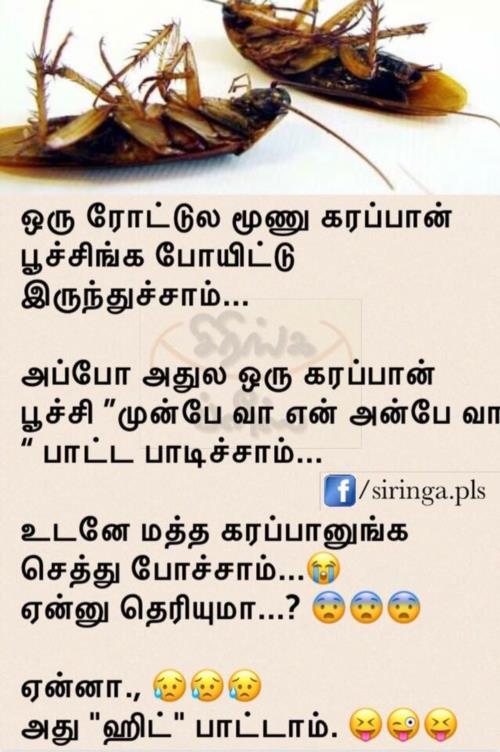 ஒரு ரோட்டுல மூணு கரப்பான்
பூச்சிங்க போயிட்டு
இருந்துச்சாம்...
அப்போ அதுல ஒரு கரப்பான்
பூச்சி "முன்பே வா என் அன்பே வா
" பாட்ட பாடிச்சாம்...
f/siringa.pls
உடனே மத்த கரப்பானுங்க
செத்து போச்சாம்...😭
ஏன்னு தெரியுமா...? 😨😨😨
ஏன்னா., 😥😥😥
அது "ஹிட்" பாட்டாம். 😝😜😝